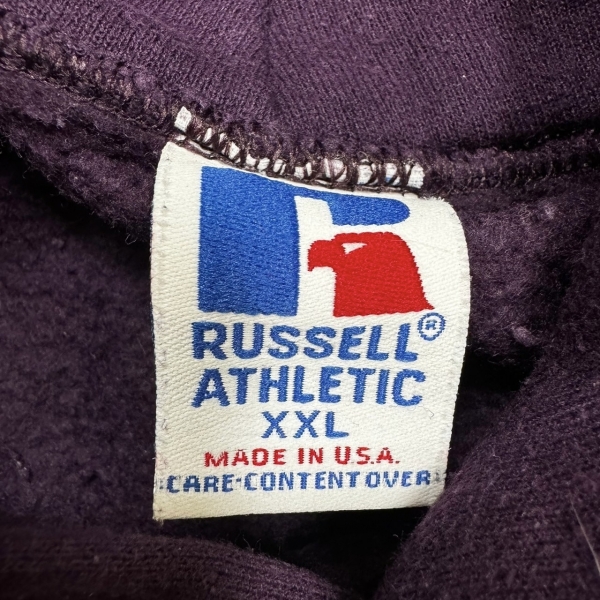 RUSSELL®
ATHLETIC
XXL
MADE IN U.S.A.
CARE·CONTENT OVER